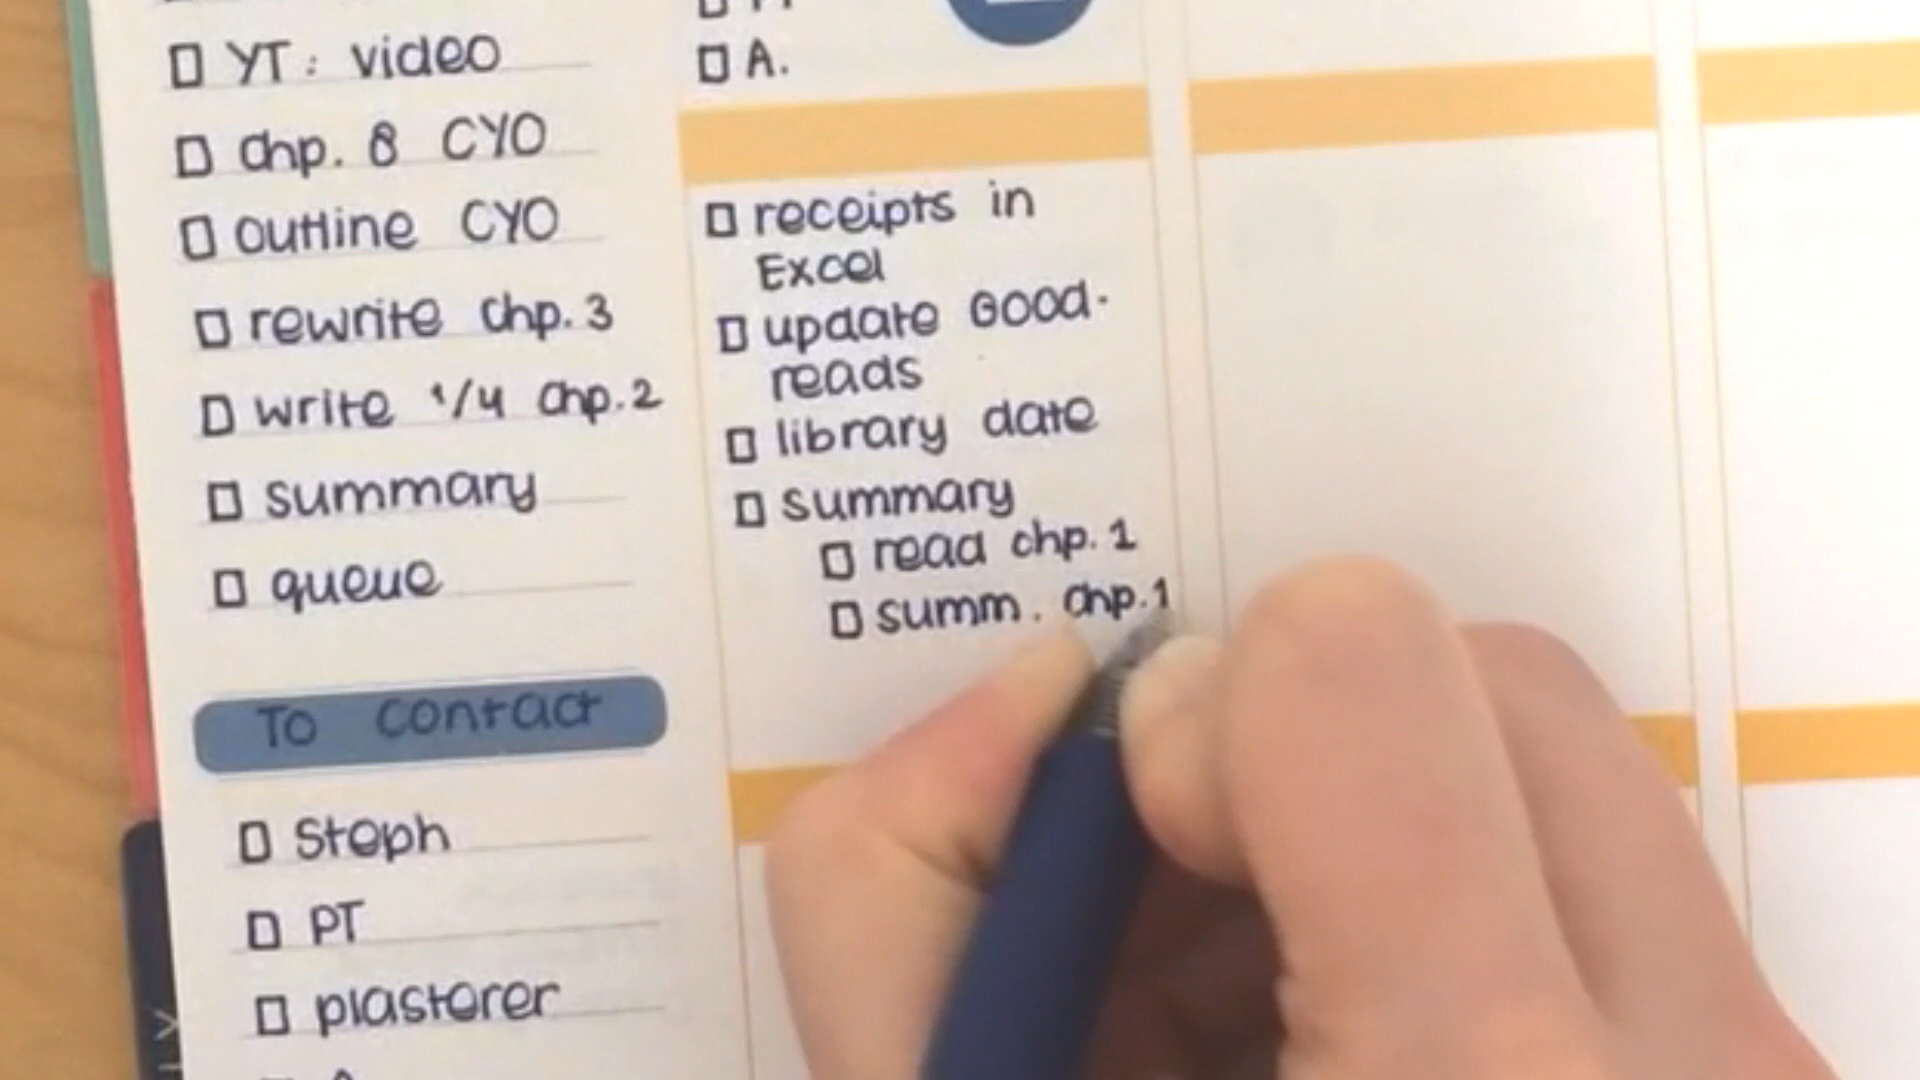 YT: video
chp. 8 CYO
outline CYO
rewrite chp. 3
write 1/4 chp. 2
summary
queue
To contact
Steph
PT
plasterer
A.
receipts in
Excel
update Good-
reads
library date
summary
read chp. 1
summ. chp. 1